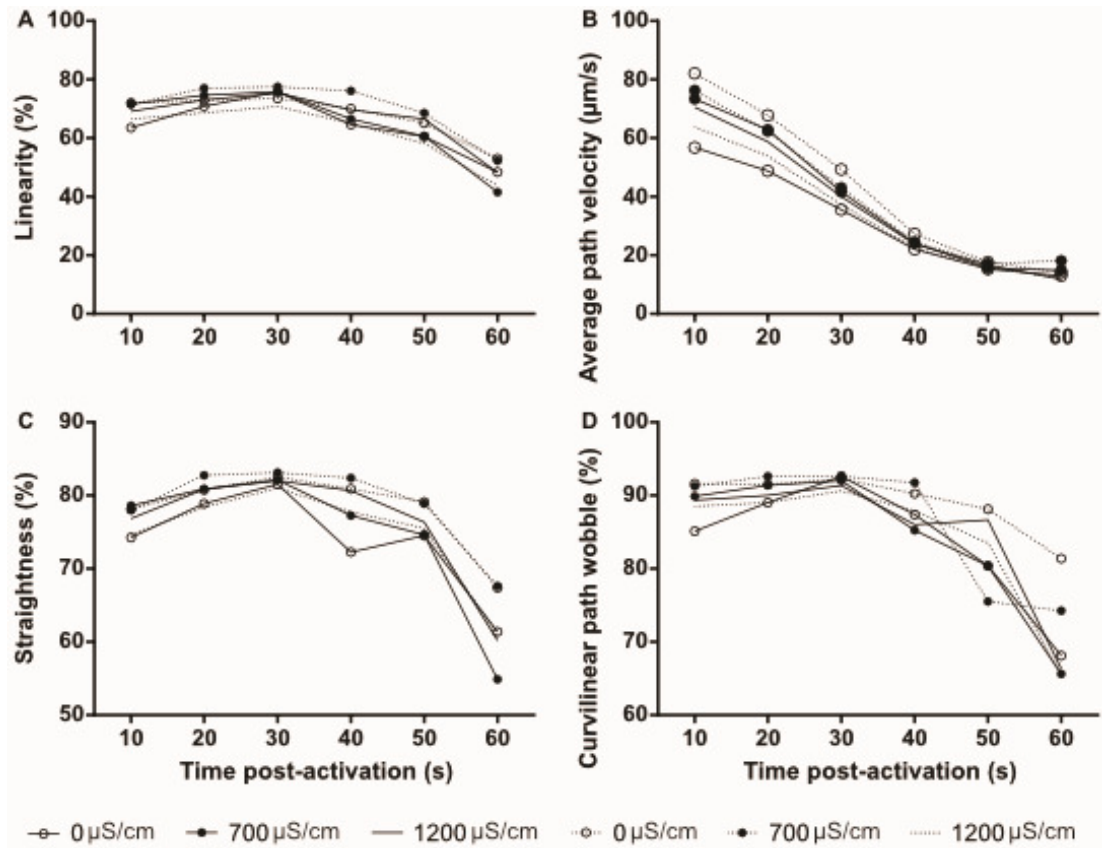 A
B
Linearity (%)
100
80
60
40
20
0
10 20 30 40 50 60
Average path velocity (µm/s)
100
80
60
40
20
0
10 20 30 40 50 60
C
D
Straightness (%)
90
80
70
60
50
10 20 30 40 50 60
Time post-activation (s)
Curvilinear path wobble (%)
100
90
80
70
60
10 20 30 40 50 60
Time post-activation (s)
0 µS/cm 700 µS/cm 1200 µS/cm 0 µS/cm 700 µS/cm 1200 µS/cm